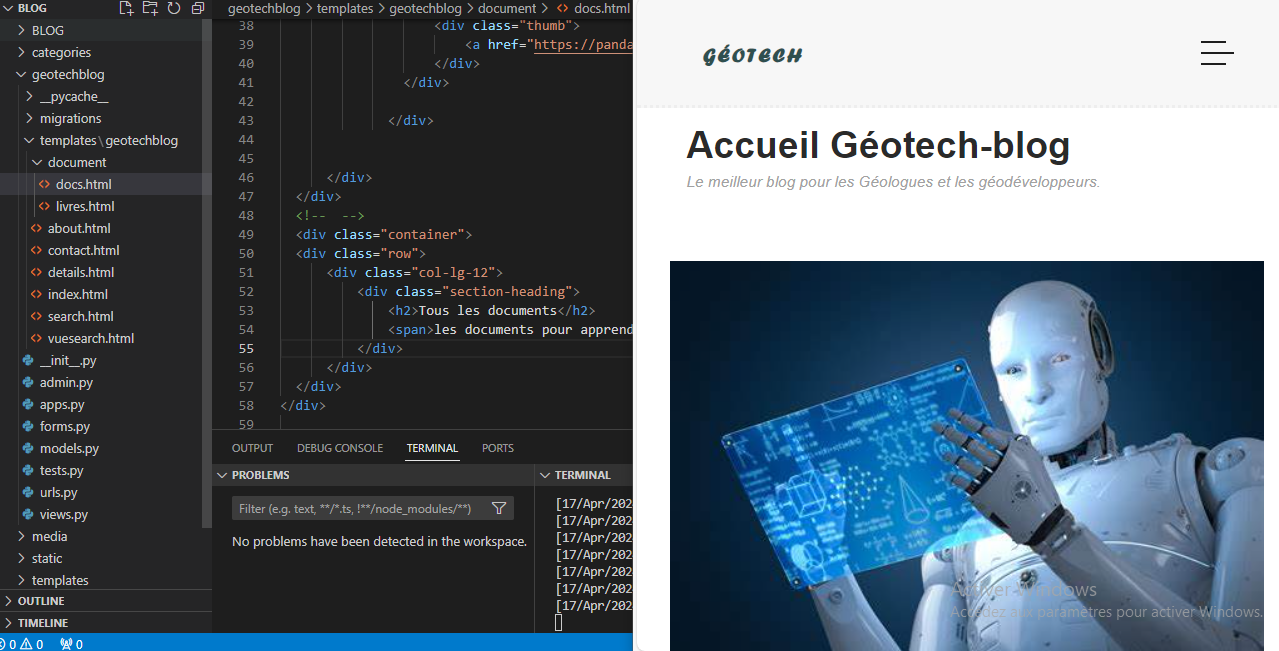 BLOG
BLOG
categories
geotechblog
__pycache__
migrations
templates\geotechblog
document
docs.html
livres.html
about.html
contact.html
details.html
index.html
search.html
vuesearch.html
__init__.py
admin.py
apps.py
forms.py
models.py
tests.py
urls.py
views.py
media
static
templates
OUTLINE
TIMELINE
0 0 0
geotechblog > templates > geotechblog > document > docs.html
38 <div class="thumb">
39 <a href="https://panda
40 </div>
41 </div>
42
43 </div>
44
45
46 </div>
47 </div>
48 <!-- -->
49 <div class="container">
50 <div class="row">
51 <div class="col-lg-12">
52 <div class="section-heading">
53 <h2>Tous les documents</h2>
54 <span>les documents pour apprend
55 </div>
56 </div>
57 </div>
58 </div>
59
OUTPUT DEBUG CONSOLE TERMINAL PORTS
PROBLEMS
Filter (e.g. text, **/*.ts, !**/node_modules/**)
No problems have been detected in the workspace.
TERMINAL
[17/Apr/202
[17/Apr/202
[17/Apr/202
[17/Apr/202
[17/Apr/202
[17/Apr/202
[17/Apr/202
GÉOTECH
Accueil Géotech-blog
Le meilleur blog pour les Géologues et les géodéveloppeurs.
Activer Windows
Accédez aux paramètres pour activer Windows.